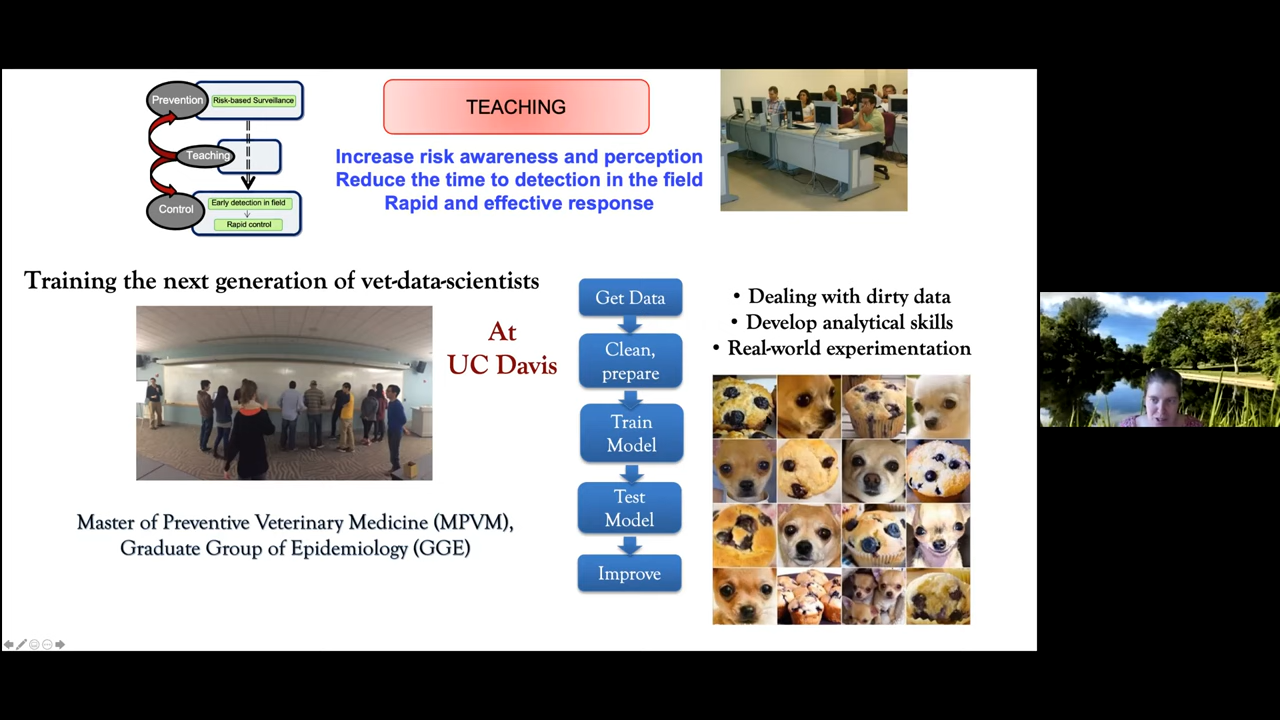 Prevention
Risk-based Surveillance
Teaching
Control
Early detection in field
Rapid control
TEACHING
Increase risk awareness and perception
Reduce the time to detection in the field
Rapid and effective response
Training the next generation of vet-data-scientists
At
UC Davis
Master of Preventive Veterinary Medicine (MPVM),
Graduate Group of Epidemiology (GGE)
Get Data
Clean,
prepare
Train
Model
Test
Model
Improve
• Dealing with dirty data
• Develop analytical skills
• Real-world experimentation